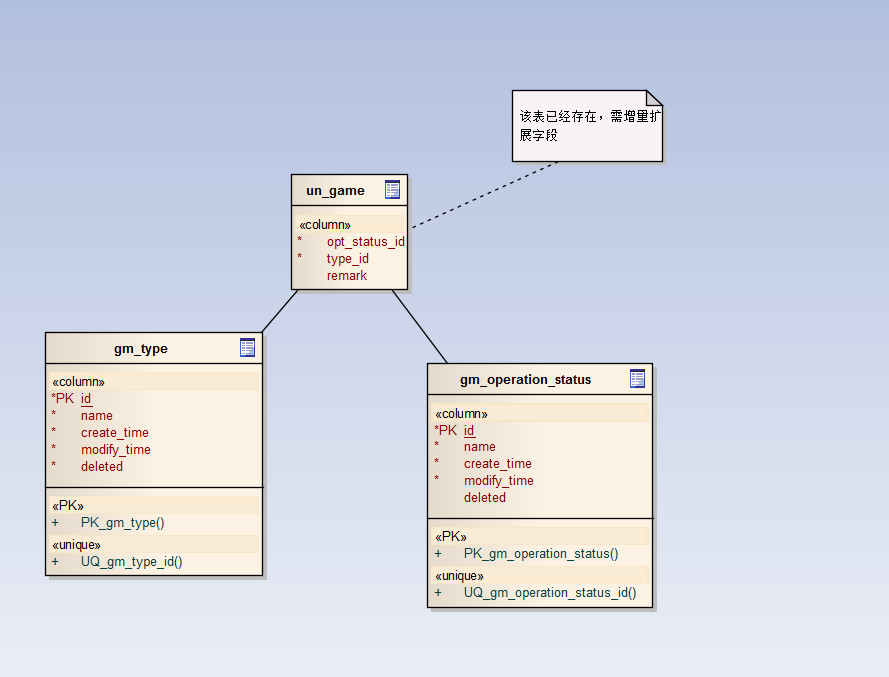 该表已经存在，需增量扩
展字段
un_game
«column»
* opt_status_id
* type_id
remark
gm_type
«column»
*PK id
* name
* create_time
* modify_time
* deleted
«PK»
+ PK_gm_type()
«unique»
+ UQ_gm_type_id()
gm_operation_status
«column»
*PK id
* name
* create_time
* modify_time
deleted
«PK»
+ PK_gm_operation_status()
«unique»
+ UQ_gm_operation_status_id()